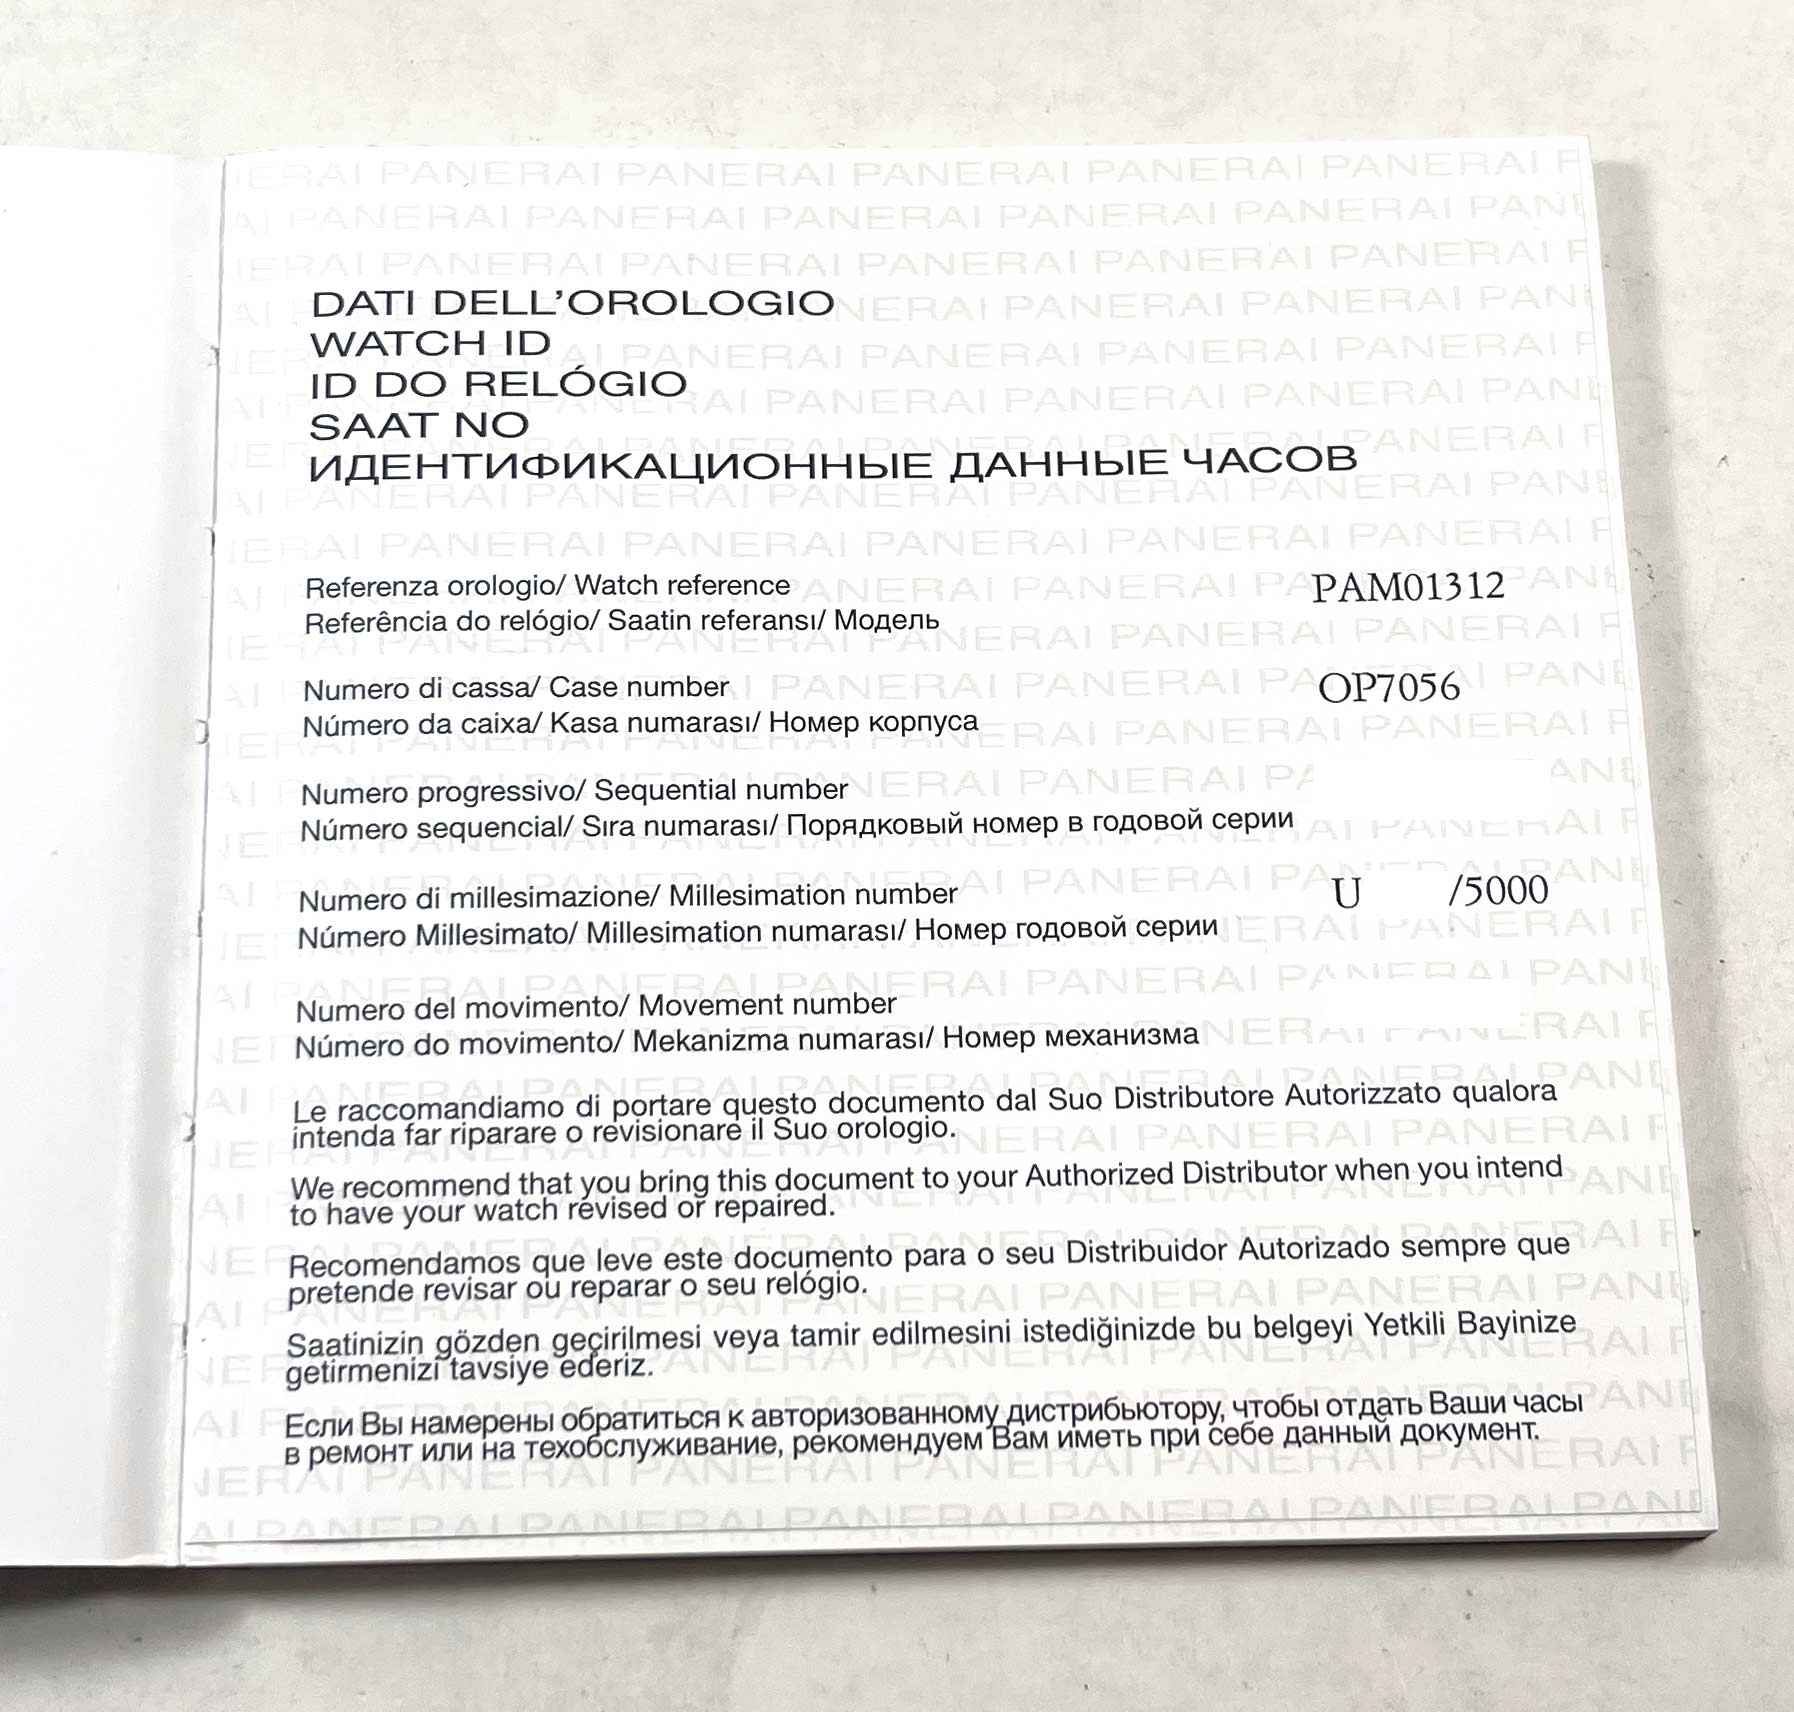 DATI DELL'OROLOGIO
WATCH ID
ID DO RELÓGIO
SAAT NO
ИДЕНТИФИКАЦИОННЫЕ ДАННЫЕ ЧАСОВ
Referenza orologio/ Watch reference PAM01312
Referência do relógio/ Saatin referansı/ Модель
Numero di cassa/ Case number OP7056
Número da caixa/ Kasa numarası/ Номер корпуса
Numero progressivo/ Sequential number
Número sequencial/ Sıra numarası/ Порядковый номер в годовой серии
Numero di millesimazione/ Millesimation number U /5000
Número Millesimato/ Millesimation numarası/ Номер годовой серии
Numero del movimento/ Movement number
Número do movimento/ Mekanizma numarası/ Номер механизма
Le raccomandiamo di portare questo documento dal Suo Distributore Autorizzato qualora
intenda far riparare o revisionare il Suo orologio.
We recommend that you bring this document to your Authorized Distributor when you intend
to have your watch revised or repaired.
Recomendamos que leve este documento para o seu Distribuidor Autorizado sempre que
pretende revisar ou reparar o seu relógio.
Saatinizin gözden geçirilmesi veya tamir edilmesini istediğinizde bu belgeyi Yetkili Bayinize
getirmenizi tavsiye ederiz.
Если Вы намерены обратиться к авторизованному дистрибьютору, чтобы отдать Ваши часы
в ремонт или на техобслуживание, рекомендуем Вам иметь при себе данный документ.